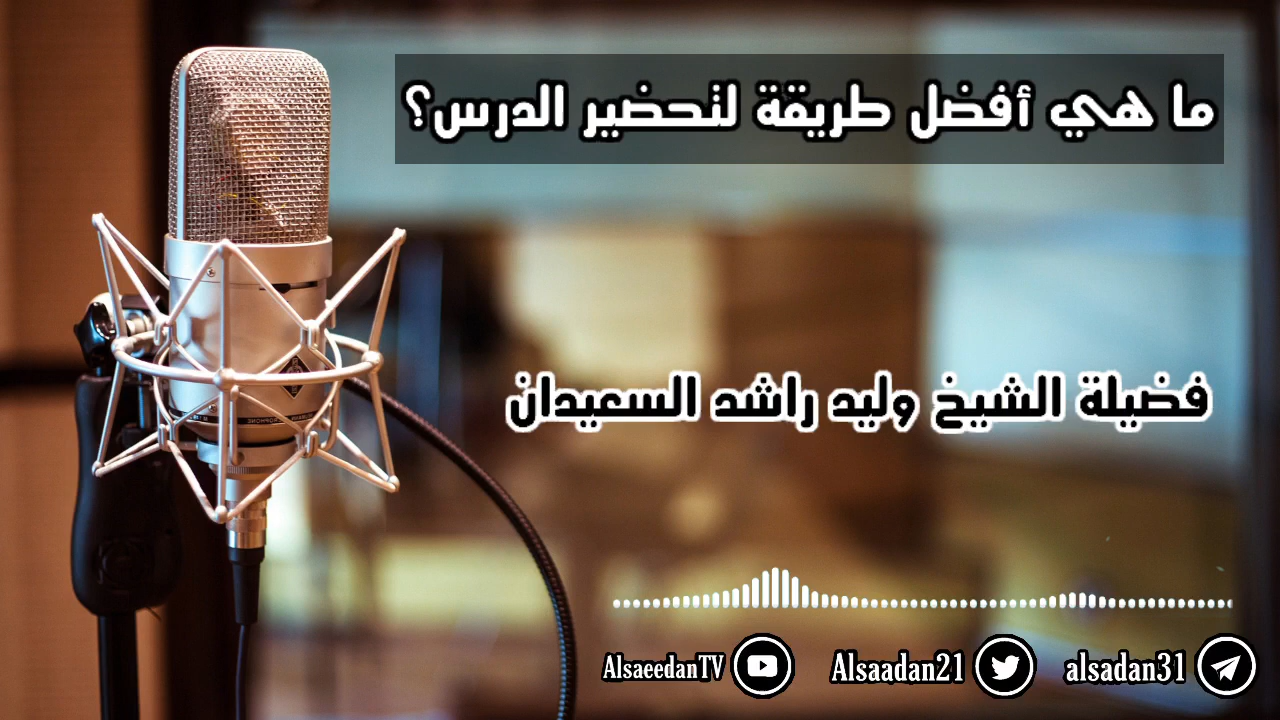 ما هي أفضل طريقة لتحضير الدرس؟
فضيلة الشيخ وليد راشد السعيدان
AlsaeedanTV Alsaadan21 alsadan31